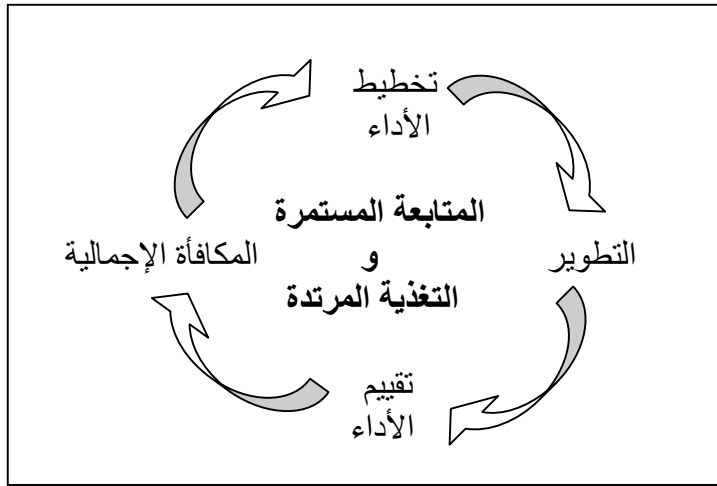 تخطيط
الأداء
المتابعة المستمرة
و
التغذية المرتدة
التطوير
تقييم
الأداء
المكافأة الإجمالية